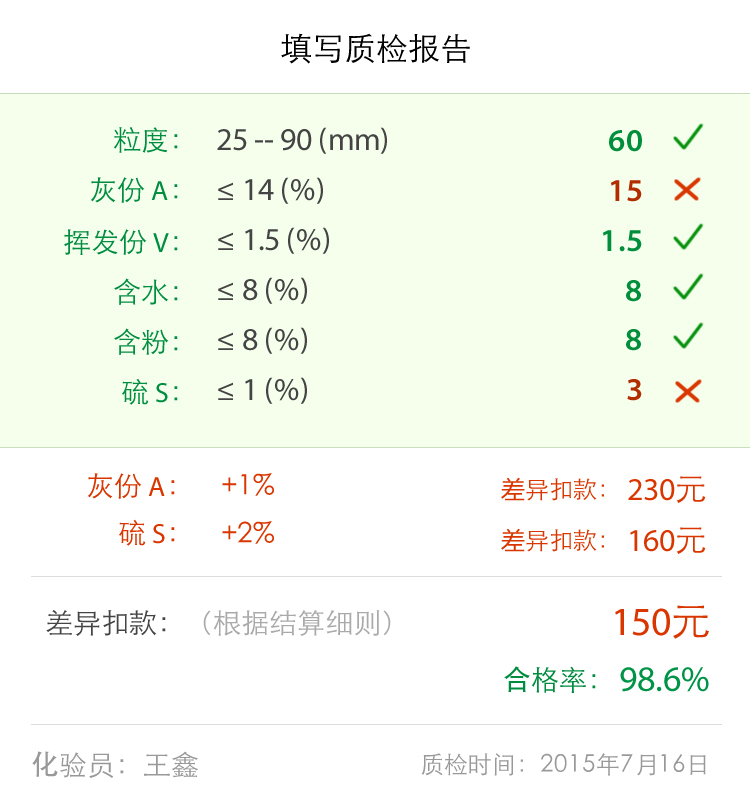 填写质检报告
粒度： 25 -- 90 (mm) 60
灰份 A： ≤ 14 (%) 15
挥发份 V： ≤ 1.5 (%) 1.5
含水： ≤ 8 (%) 8
含粉： ≤ 8 (%) 8
硫 S： ≤ 1 (%) 3
灰份 A： +1% 差异扣款： 230元
硫 S： +2% 差异扣款： 160元
差异扣款： （根据结算细则） 150元
合格率： 98.6%
化验员： 王鑫 质检时间： 2015年7月16日